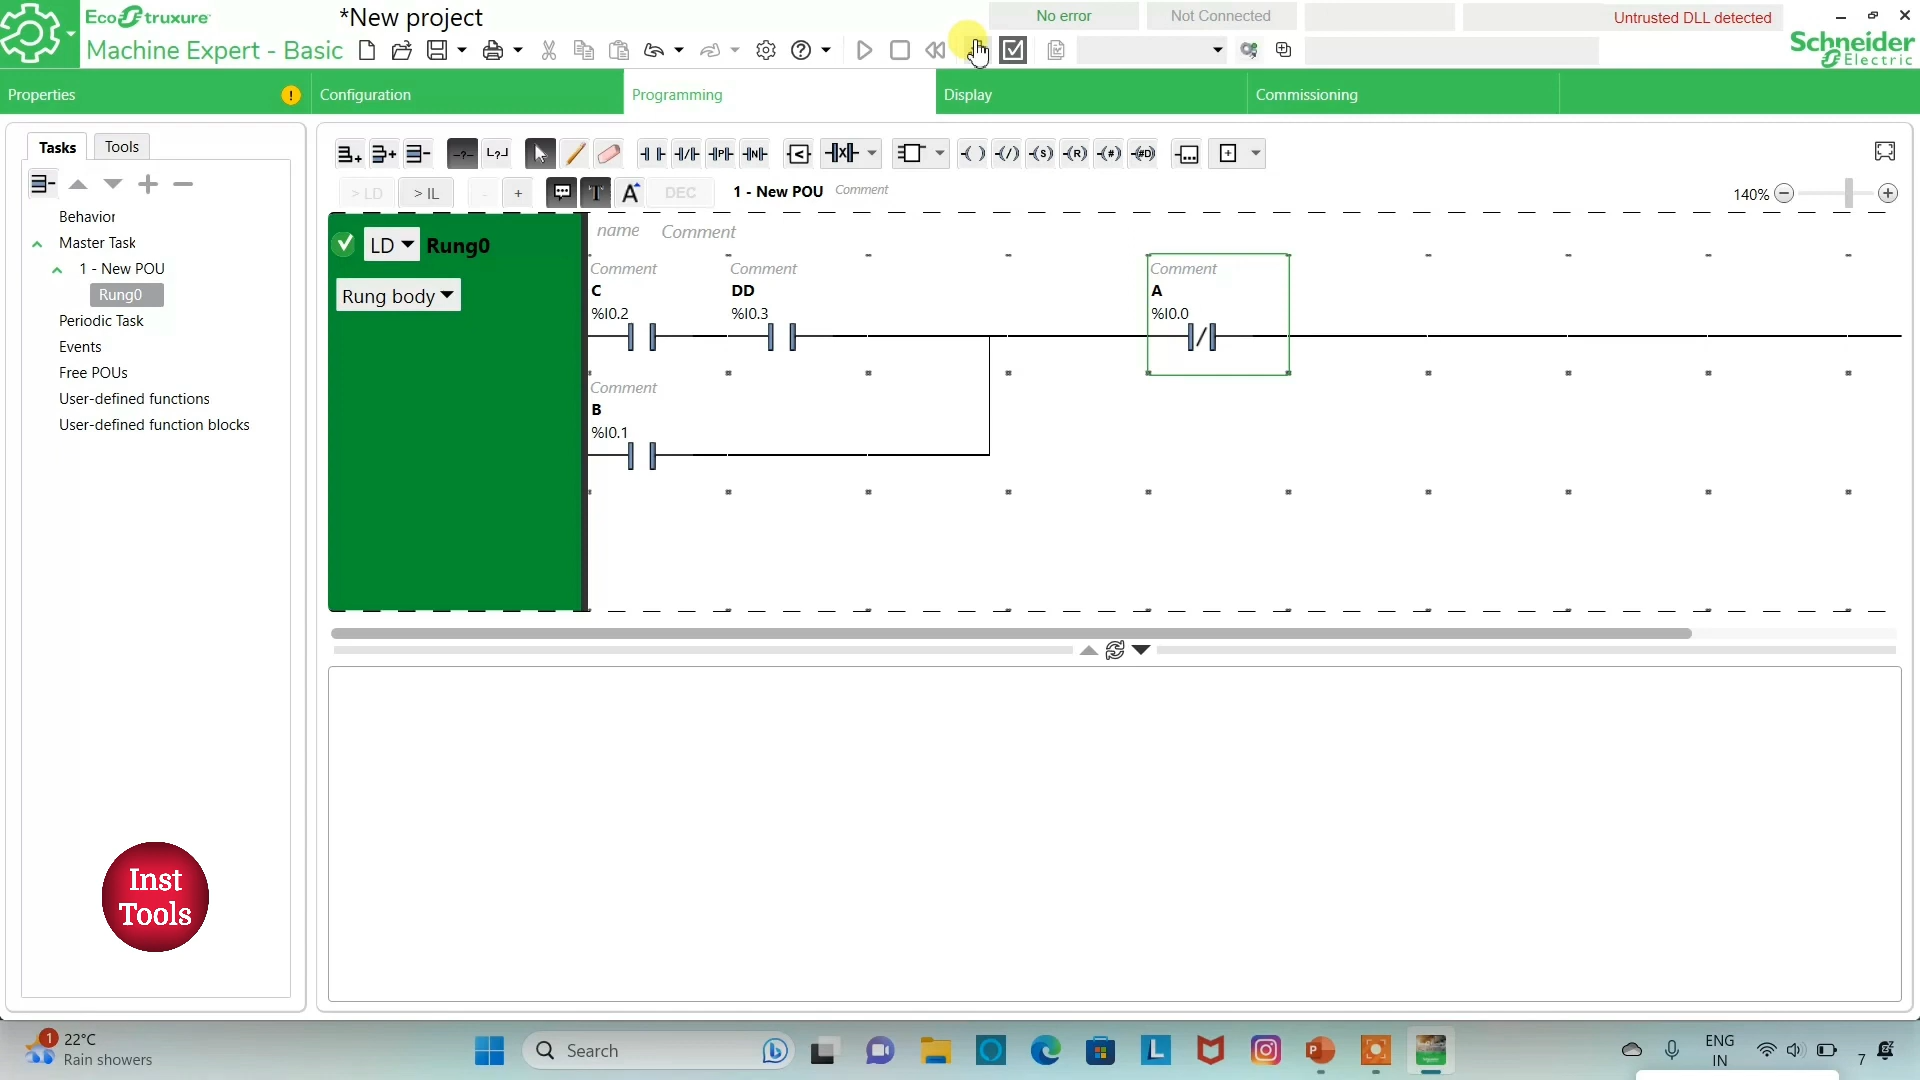 EcoStruxure
Machine Expert - Basic
*New project
No error
Not Connected
Untrusted DLL detected
Schneider
Electric
Properties
Configuration
Programming
Display
Commissioning
Tasks
Tools
> LD
> IL
-
+
T
A
DEC
1 - New POU
Comment
140%
Behavior
Master Task
1 - New POU
Rung0
Periodic Task
Events
Free POUs
User-defined functions
User-defined function blocks
LD
Rung0
Rung body
name
Comment
Comment
C
%I0.2
Comment
DD
%I0.3
Comment
A
%I0.0
Comment
B
%I0.1
Inst
Tools
1
22°C
Rain showers
Search
ENG
IN
7